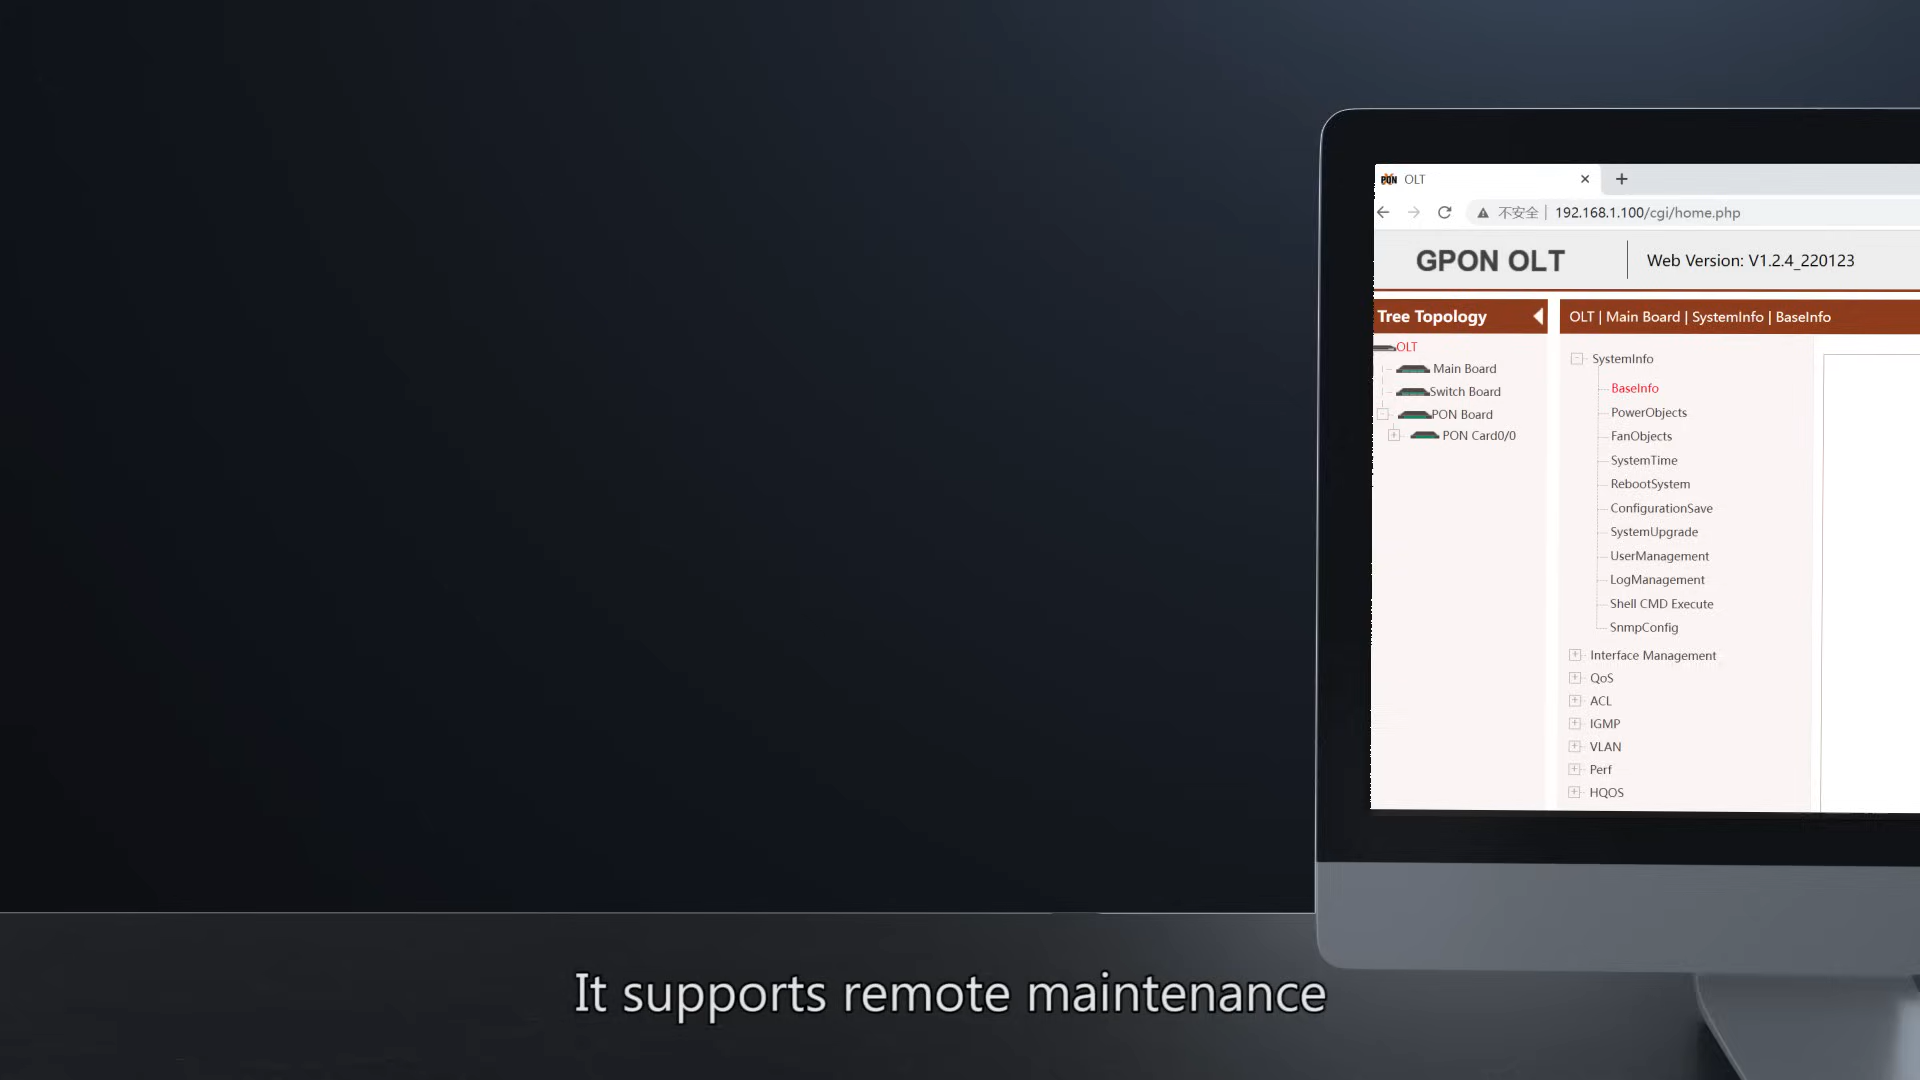 PON OLT
不安全 192.168.1.100/cgi/home.php
GPON OLT
Web Version: V1.2.4_220123
Tree Topology
OLT
Main Board
Switch Board
PON Board
PON Card0/0
OLT | Main Board | SystemInfo | BaseInfo
SystemInfo
BaseInfo
PowerObjects
FanObjects
SystemTime
RebootSystem
ConfigurationSave
SystemUpgrade
UserManagement
LogManagement
Shell CMD Execute
SnmpConfig
Interface Management
QoS
ACL
IGMP
VLAN
Perf
HQOS
It supports remote maintenance